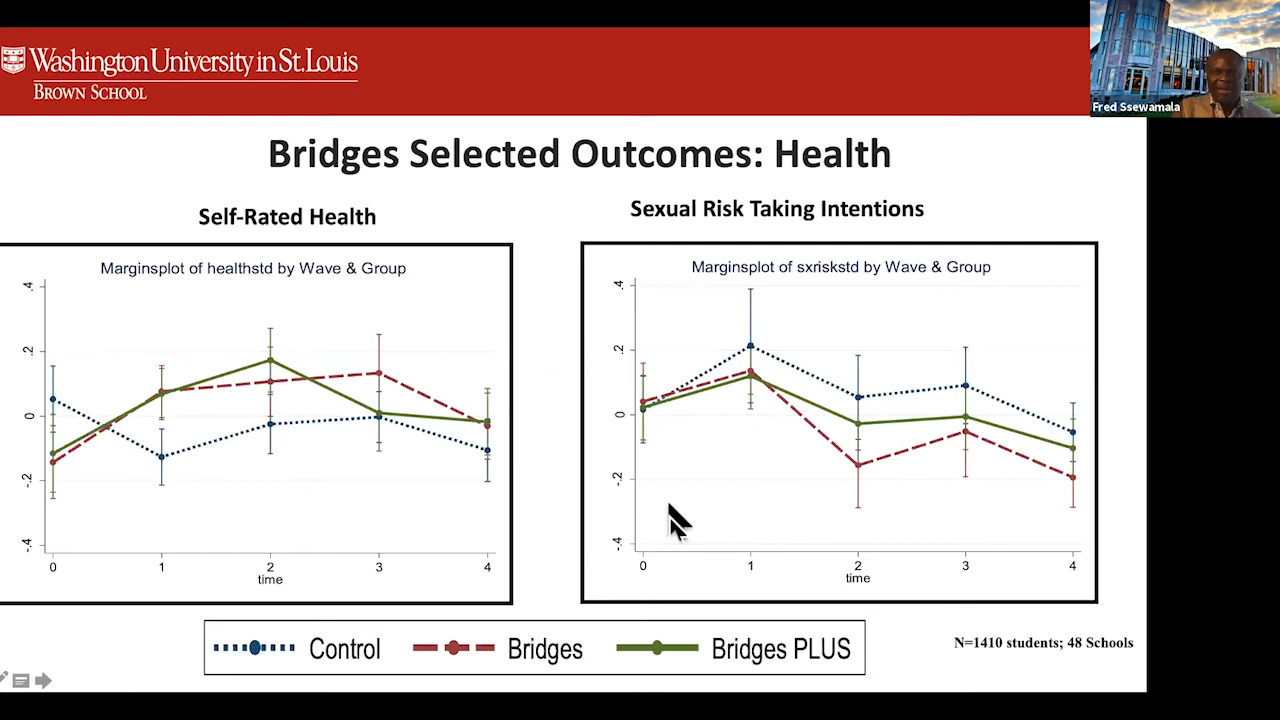 Washington University in St. Louis
BROWN SCHOOL
Fred Ssewamala
Bridges Selected Outcomes: Health
Self-Rated Health
Sexual Risk Taking Intentions
Marginsplot of healthstd by Wave & Group
.4
.2
0
-.2
-.4
0 1 2 3 4
time
Marginsplot of sxriskstd by Wave & Group
.4
.2
0
-.2
-.4
0 1 2 3 4
time
Control Bridges Bridges PLUS
N=1410 students; 48 Schools